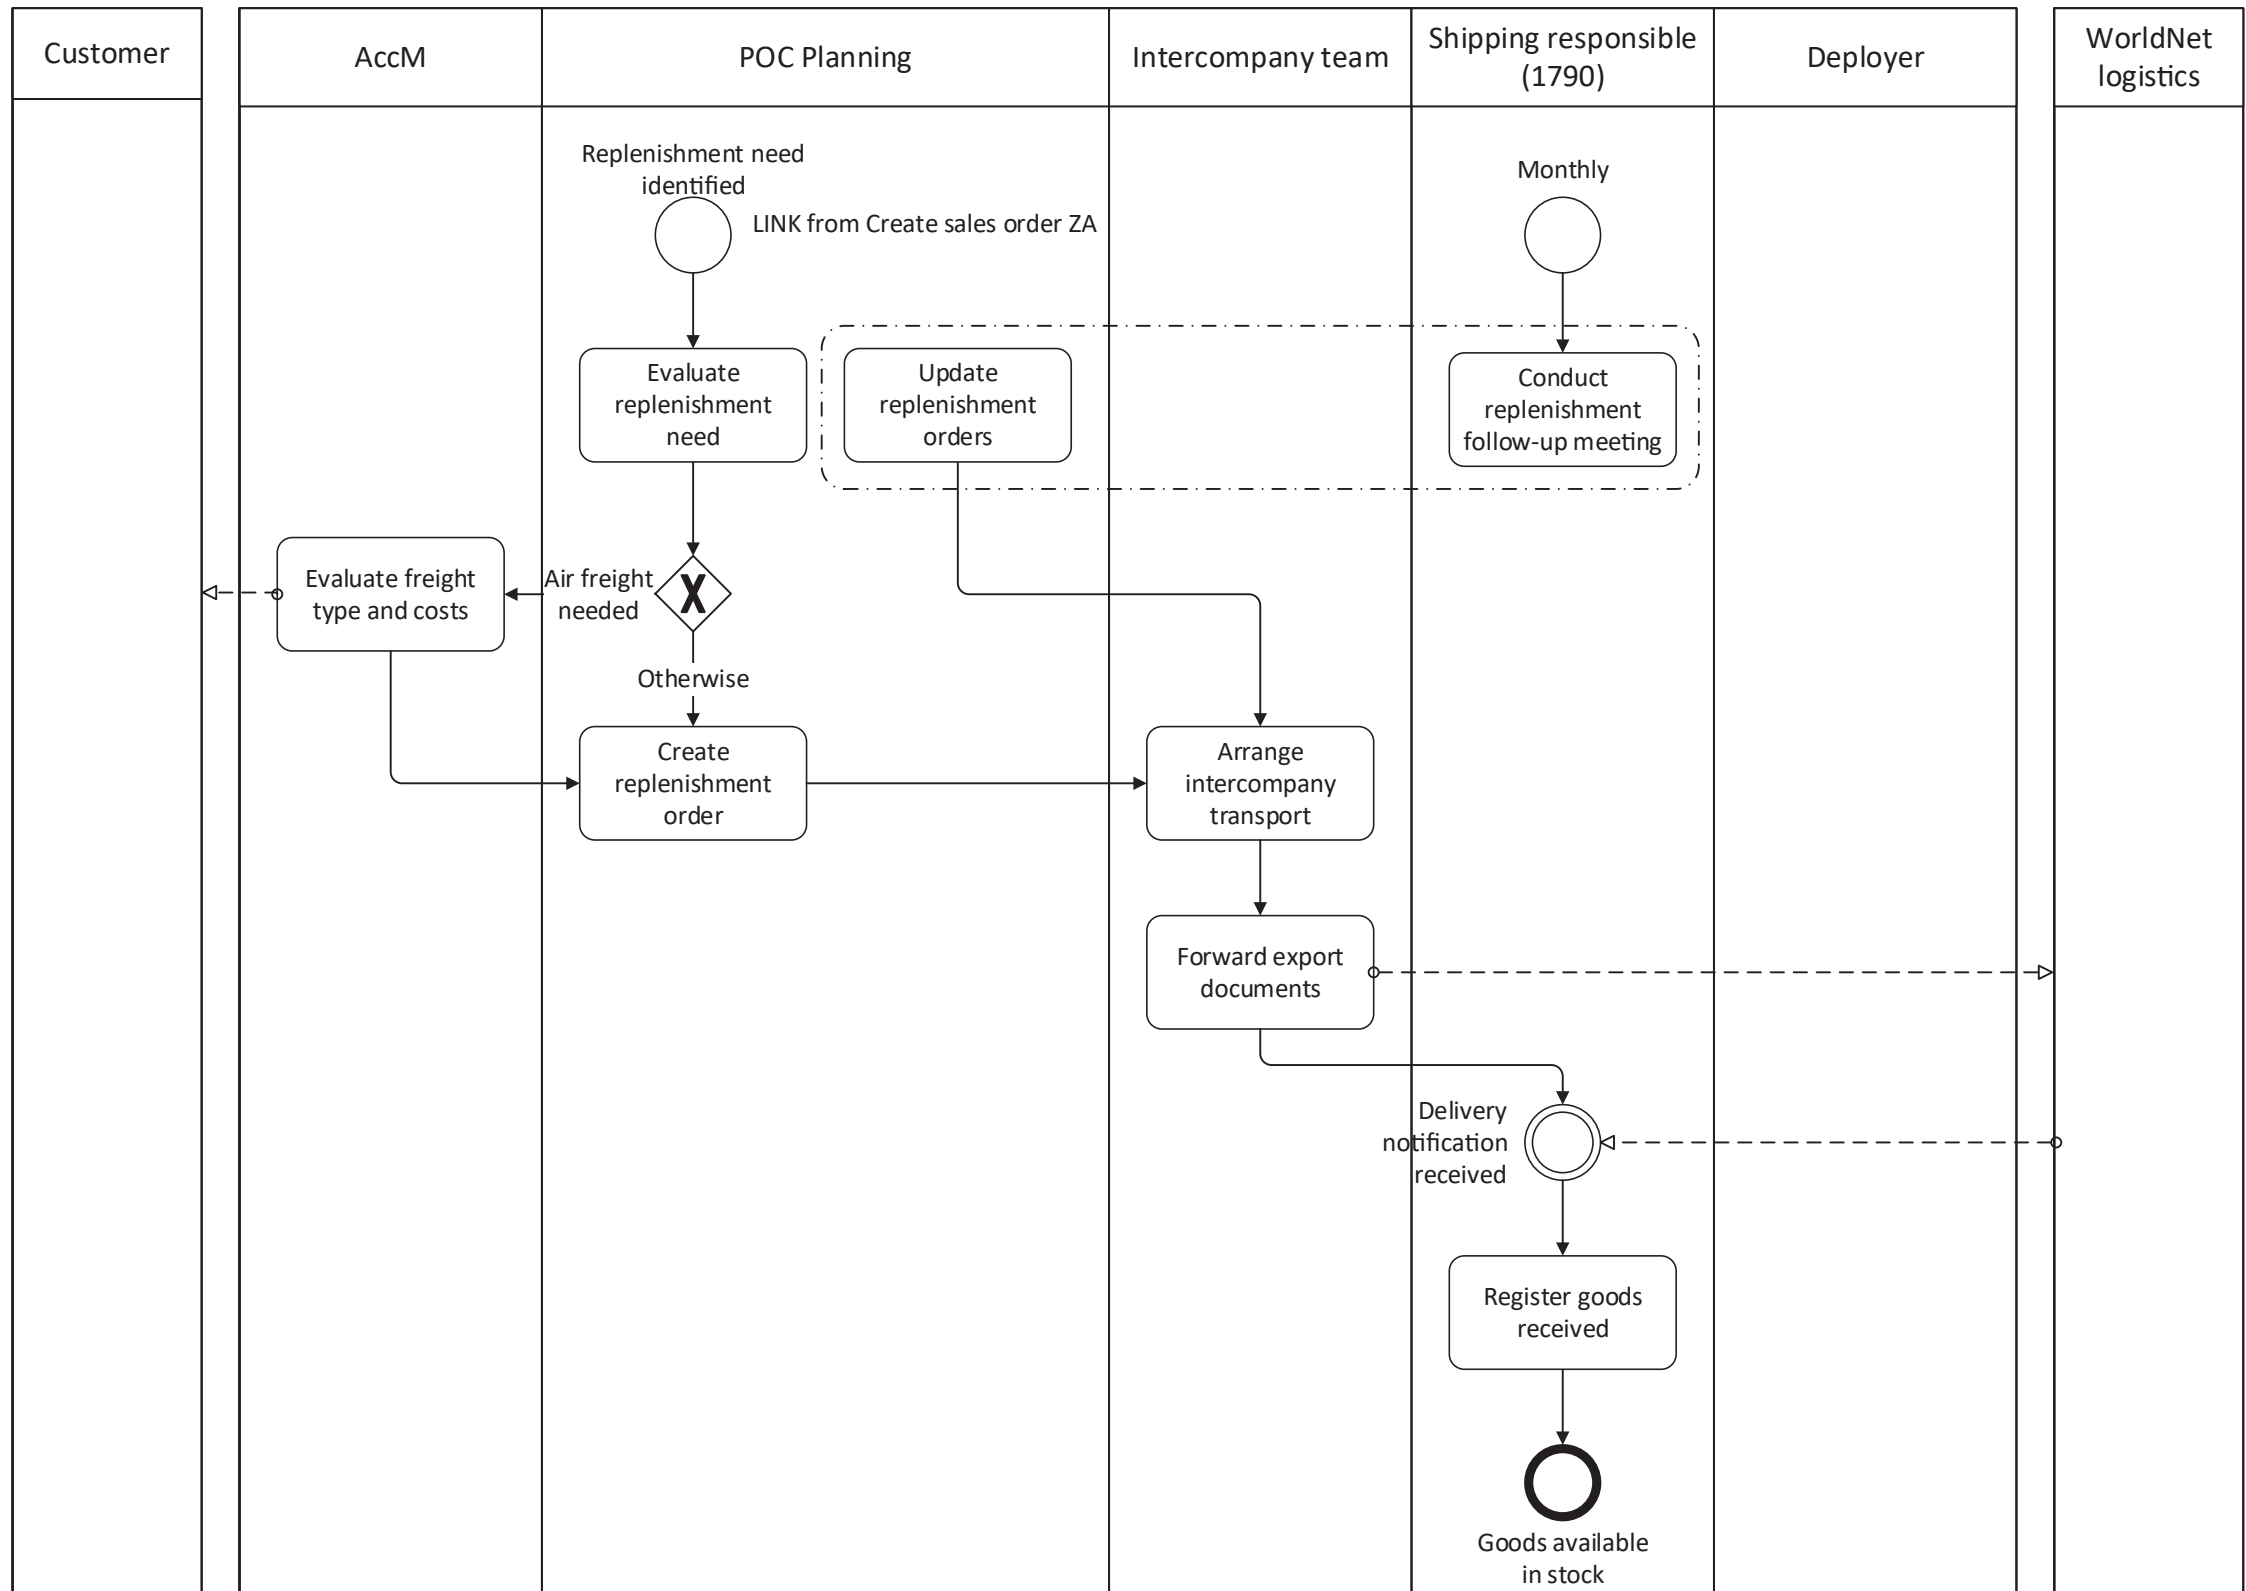 Customer
AccM
POC Planning
Intercompany team
Shipping responsible
(1790)
Deployer
WorldNet
logistics
Replenishment need
identified
LINK from Create sales order ZA
Monthly
Evaluate
replenishment
need
Update
replenishment
orders
Conduct
replenishment
follow-up meeting
Evaluate freight
type and costs
Air freight
needed
X
Otherwise
Create
replenishment
order
Arrange
intercompany
transport
Forward export
documents
Delivery
notification
received
Register goods
received
Goods available
in stock